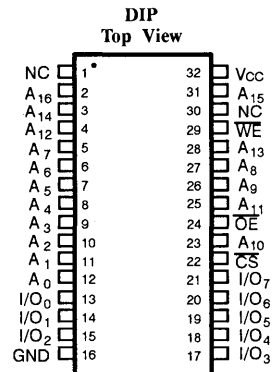 DIP
Top View
NC 1 32 Vcc
A16 2 31 A15
A14 3 30 NC
A12 4 29 W̅E̅
A7 5 28 A13
A6 6 27 A8
A5 7 26 A9
A4 8 25 A11
A3 9 24 O̅E̅
A2 10 23 A10
A1 11 22 C̅S̅
A0 12 21 I/O7
I/O0 13 20 I/O6
I/O1 14 19 I/O5
I/O2 15 18 I/O4
GND 16 17 I/O3